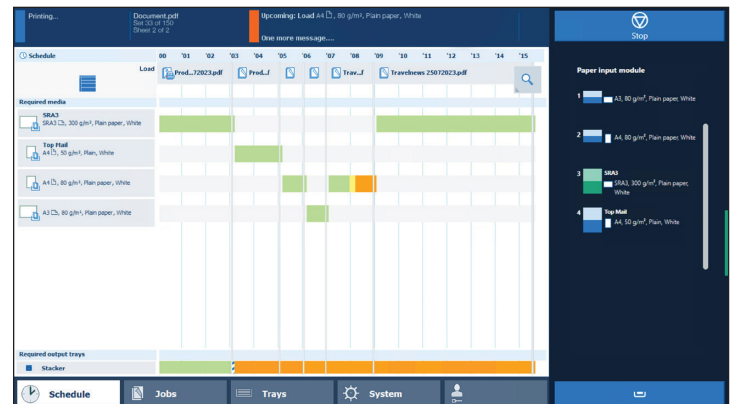 Printing...
Document.pdf
Set 33 of 150
Sheet 2 of 2
Upcoming: Load A4, 80 g/m², Plain paper, White
One more message....
Stop
Schedule
00 '01 '02 '03 '04 '05 '06 '07 '08 '09 '10 '11 '12 '13 '14 '15
Load
Prod...72023.pdf
Prod.../
Trav.../
Travelnews 25072023.pdf
Required media
SRA3
SRA3, 300 g/m², Plain paper, White
Top Mail
A4, 50 g/m², Plain, White
A4, 80 g/m², Plain paper, White
A3, 80 g/m², Plain paper, White
Required output trays
Stacker
Paper input module
1 A3, 80 g/m², Plain paper, White
2 A4, 80 g/m², Plain paper, White
3 SRA3
SRA3, 300 g/m², Plain paper,
White
4 Top Mail
A4, 50 g/m², Plain, White
Schedule
Jobs
Trays
System